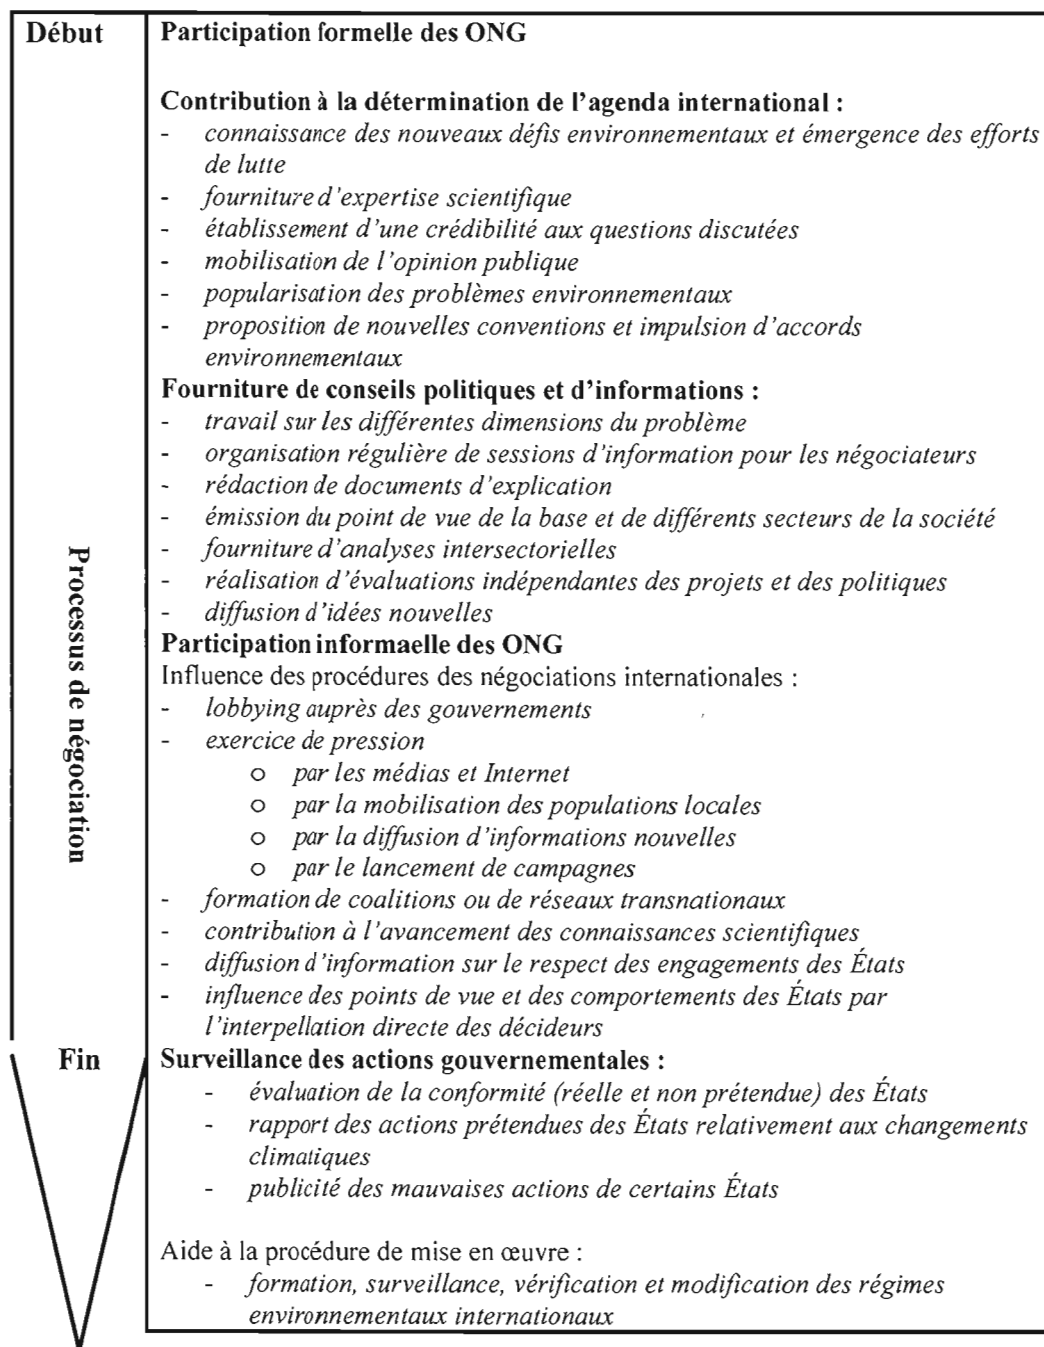 Début
Participation formelle des ONG
Contribution à la détermination de l'agenda international :
- connaissance des nouveaux défis environnementaux et émergence des efforts
de lutte
- fourniture d'expertise scientifique
- établissement d'une crédibilité aux questions discutées
- mobilisation de l'opinion publique
- popularisation des problèmes environnementaux
- proposition de nouvelles conventions et impulsion d'accords
environnementaux
Fourniture de conseils politiques et d'informations :
- travail sur les différentes dimensions du problème
- organisation régulière de sessions d'information pour les négociateurs
- rédaction de documents d'explication
- émission du point de vue de la base et de différents secteurs de la société
- fourniture d'analyses intersectorielles
- réalisation d'évaluations indépendantes des projets et des politiques
- diffusion d'idées nouvelles
Processus de négociation
Participation informaelle des ONG
Influence des procédures des négociations internationales :
- lobbying auprès des gouvernements
- exercice de pression
o par les médias et Internet
o par la mobilisation des populations locales
o par la diffusion d'informations nouvelles
o par le lancement de campagnes
- formation de coalitions ou de réseaux transnationaux
- contribution à l'avancement des connaissances scientifiques
- diffusion d'information sur le respect des engagements des États
- influence des points de vue et des comportements des États par
l'interpellation directe des décideurs
Fin
Surveillance des actions gouvernementales :
- évaluation de la conformité (réelle et non prétendue) des États
- rapport des actions prétendues des États relativement aux changements
climatiques
- publicité des mauvaises actions de certains États
Aide à la procédure de mise en œuvre :
- formation, surveillance, vérification et modification des régimes
environnementaux internationaux